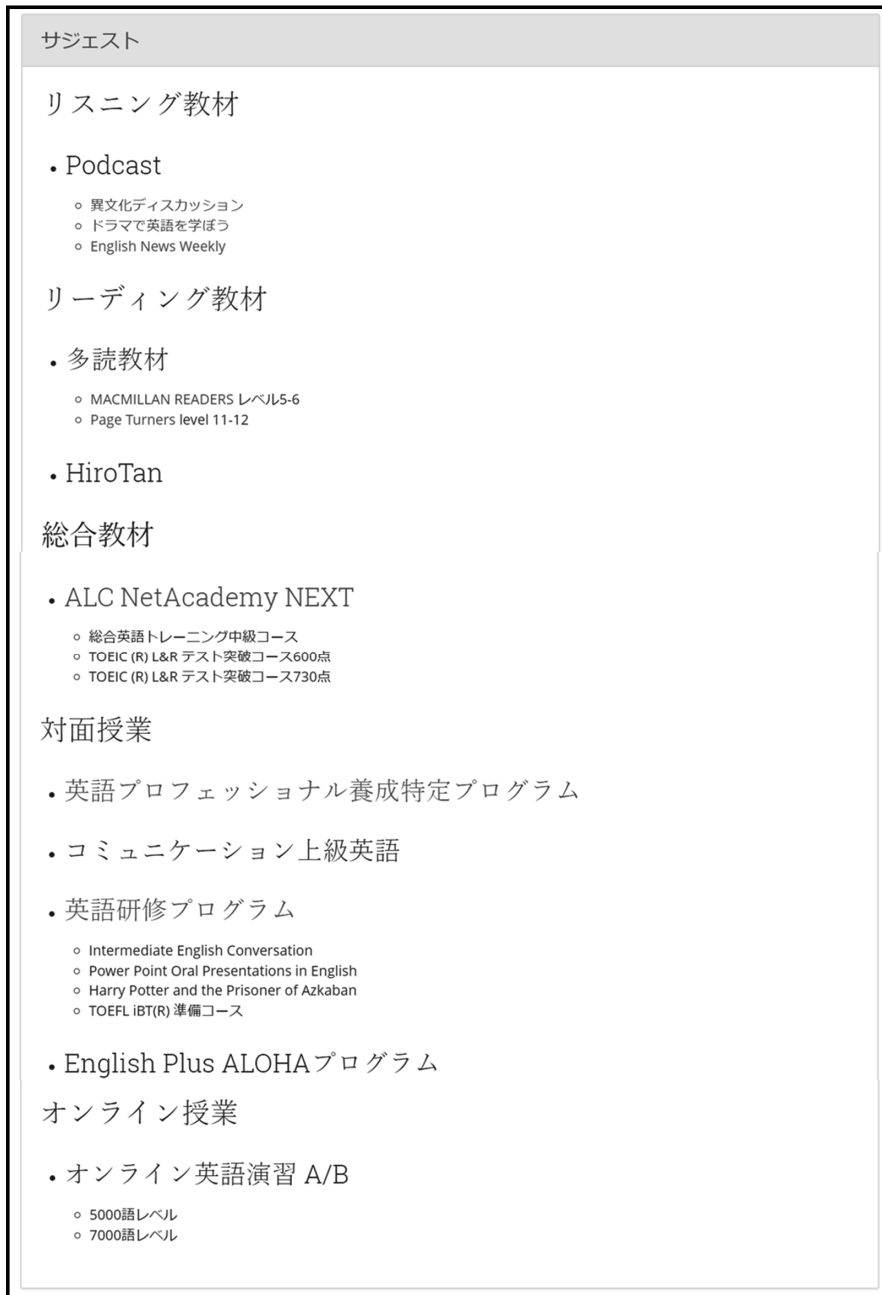 サジェスト
リスニング教材
• Podcast
◦ 異文化ディスカッション
◦ ドラマで英語を学ぼう
◦ English News Weekly
リーディング教材
• 多読教材
◦ MACMILLAN READERS レベル5-6
◦ Page Turners level 11-12
• HiroTan
総合教材
• ALC NetAcademy NEXT
◦ 総合英語トレーニング中級コース
◦ TOEIC (R) L&R テスト突破コース600点
◦ TOEIC (R) L&R テスト突破コース730点
対面授業
• 英語プロフェッショナル養成特定プログラム
• コミュニケーション上級英語
• 英語研修プログラム
◦ Intermediate English Conversation
◦ Power Point Oral Presentations in English
◦ Harry Potter and the Prisoner of Azkaban
◦ TOEFL iBT(R) 準備コース
• English Plus ALOHAプログラム
オンライン授業
• オンライン英語演習 A/B
◦ 5000語レベル
◦ 7000語レベル